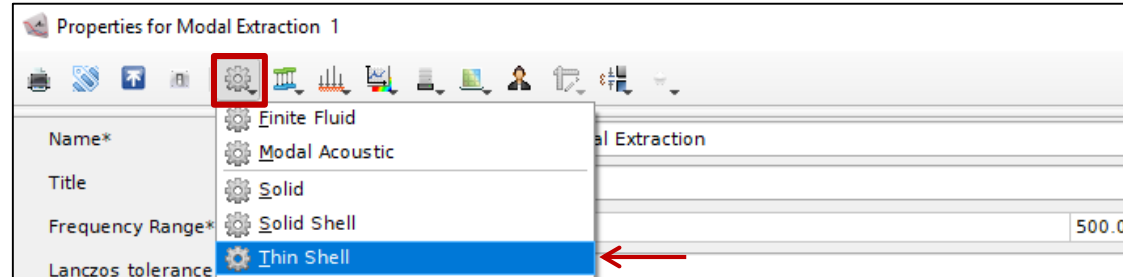 Properties for Modal Extraction 1
Finite Fluid
Name*
al Extraction
Modal Acoustic
Title
Solid
Frequency Range*
Solid Shell
500.0
Lanczos tolerance
Thin Shell